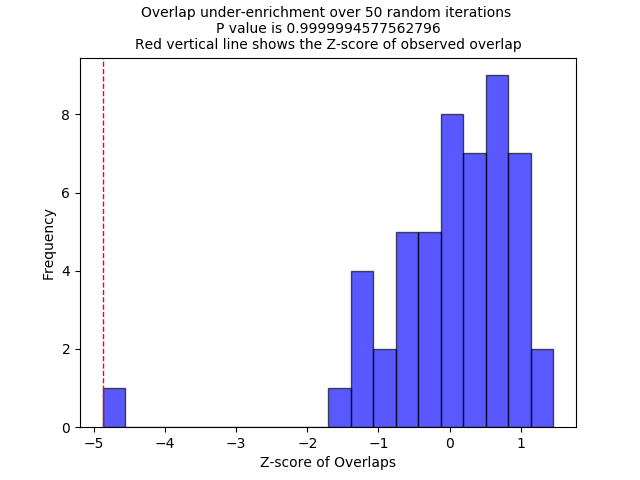 Overlap under-enrichment over 50 random iterations
P value is 0.9999994577562796
Red vertical line shows the Z-score of observed overlap
8
6
4
2
0
Frequency
−5
−4
−3
−2
−1
0
1
Z-score of Overlaps